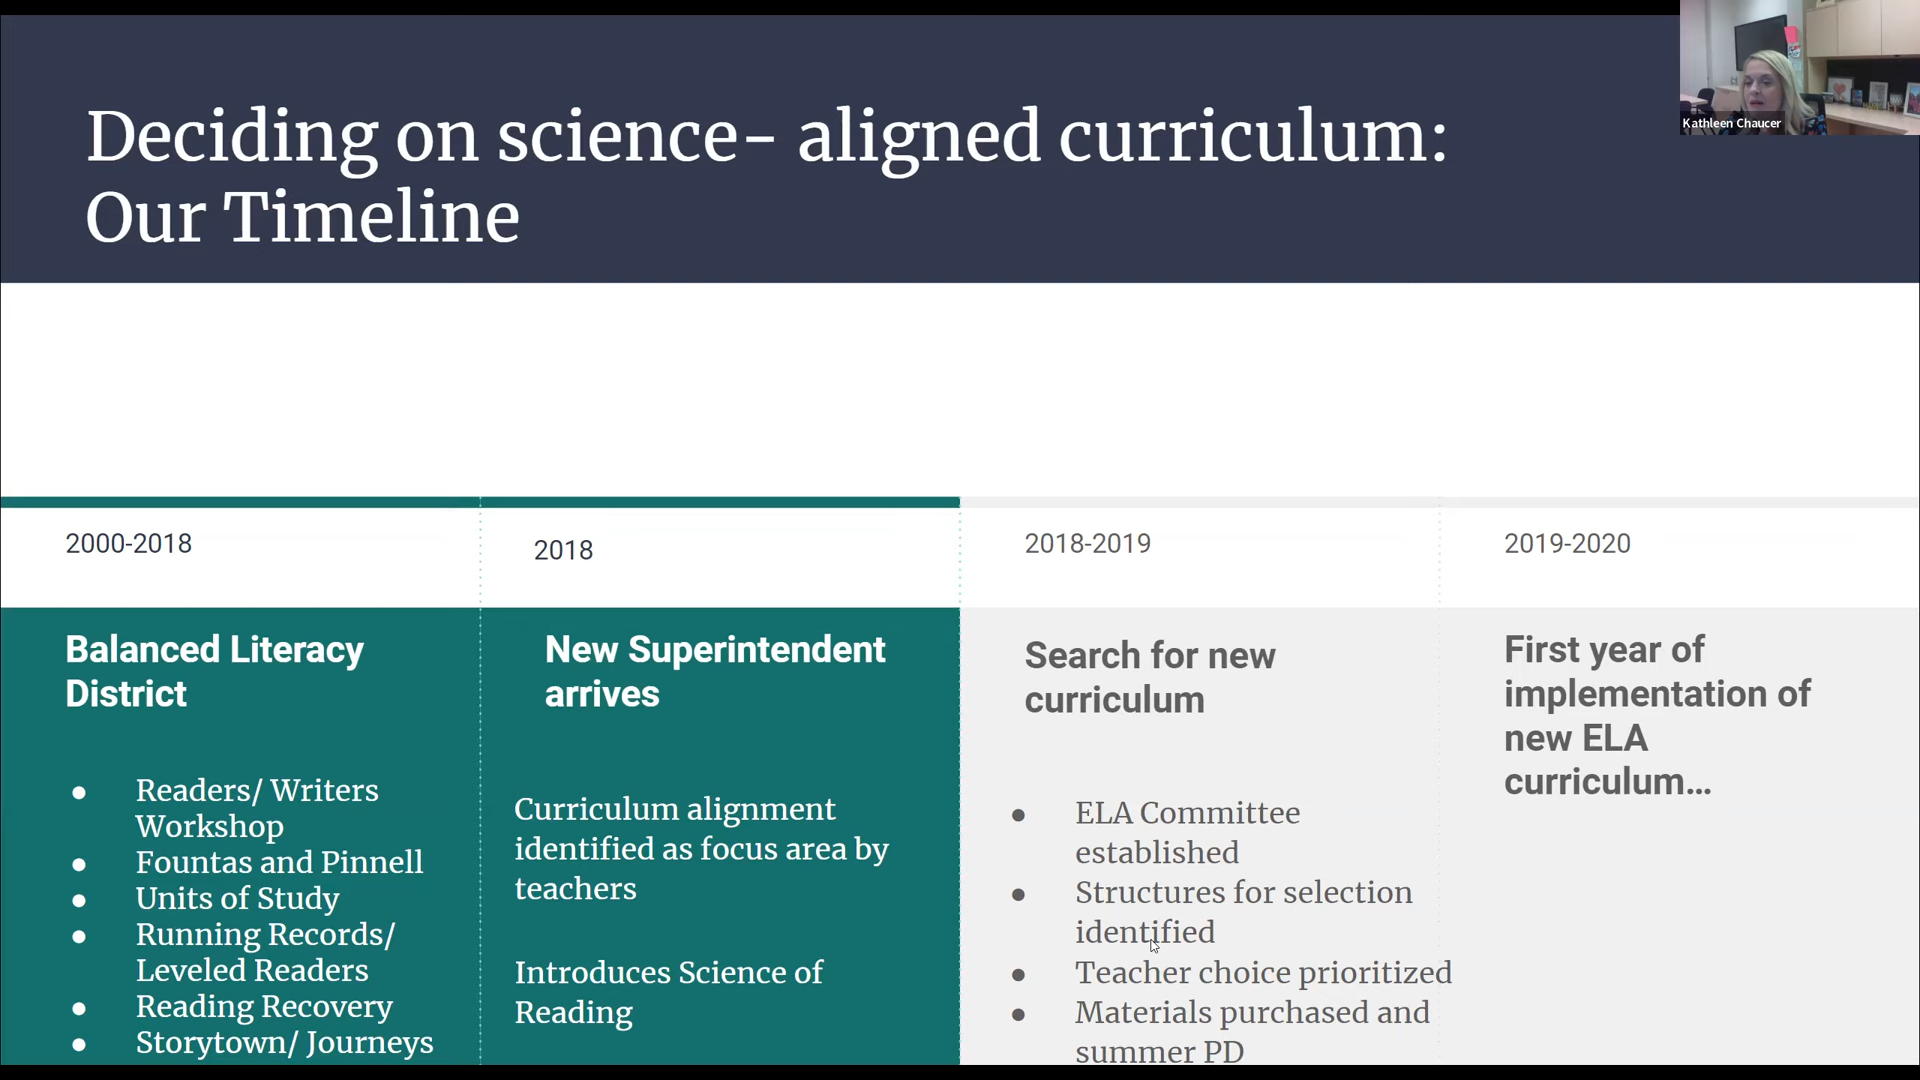 Deciding on science- aligned curriculum:
Our Timeline
Kathleen Chaucer
2000-2018
Balanced Literacy
District
● Readers/ Writers
Workshop
● Fountas and Pinnell
● Units of Study
● Running Records/
Leveled Readers
● Reading Recovery
● Storytown/ Journeys
2018
New Superintendent
arrives
Curriculum alignment
identified as focus area by
teachers
Introduces Science of
Reading
2018-2019
Search for new
curriculum
● ELA Committee
established
● Structures for selection
identified
● Teacher choice prioritized
● Materials purchased and
summer PD
2019-2020
First year of
implementation of
new ELA
curriculum...